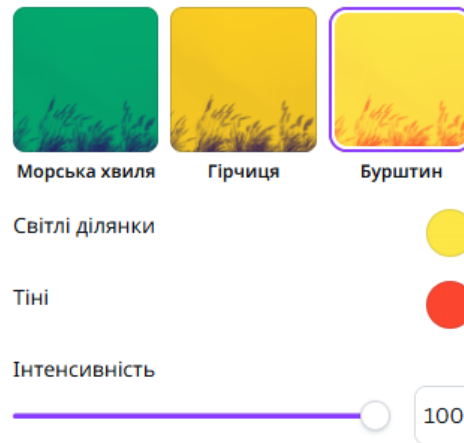 Морська хвиля Гірчиця Бурштин
Світлі ділянки
Тіні
Інтенсивність
100